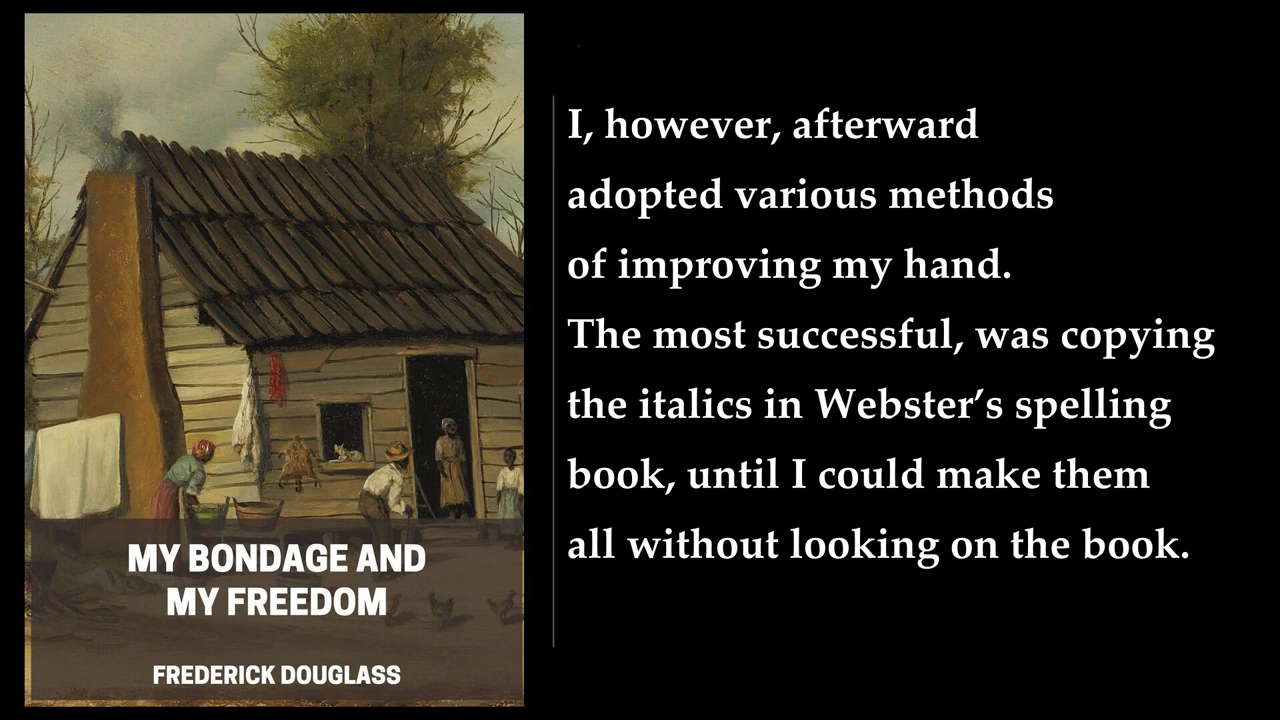 MY BONDAGE AND
MY FREEDOM
FREDERICK DOUGLASS
I, however, afterward
adopted various methods
of improving my hand.
The most successful, was copying
the italics in Webster’s spelling
book, until I could make them
all without looking on the book.